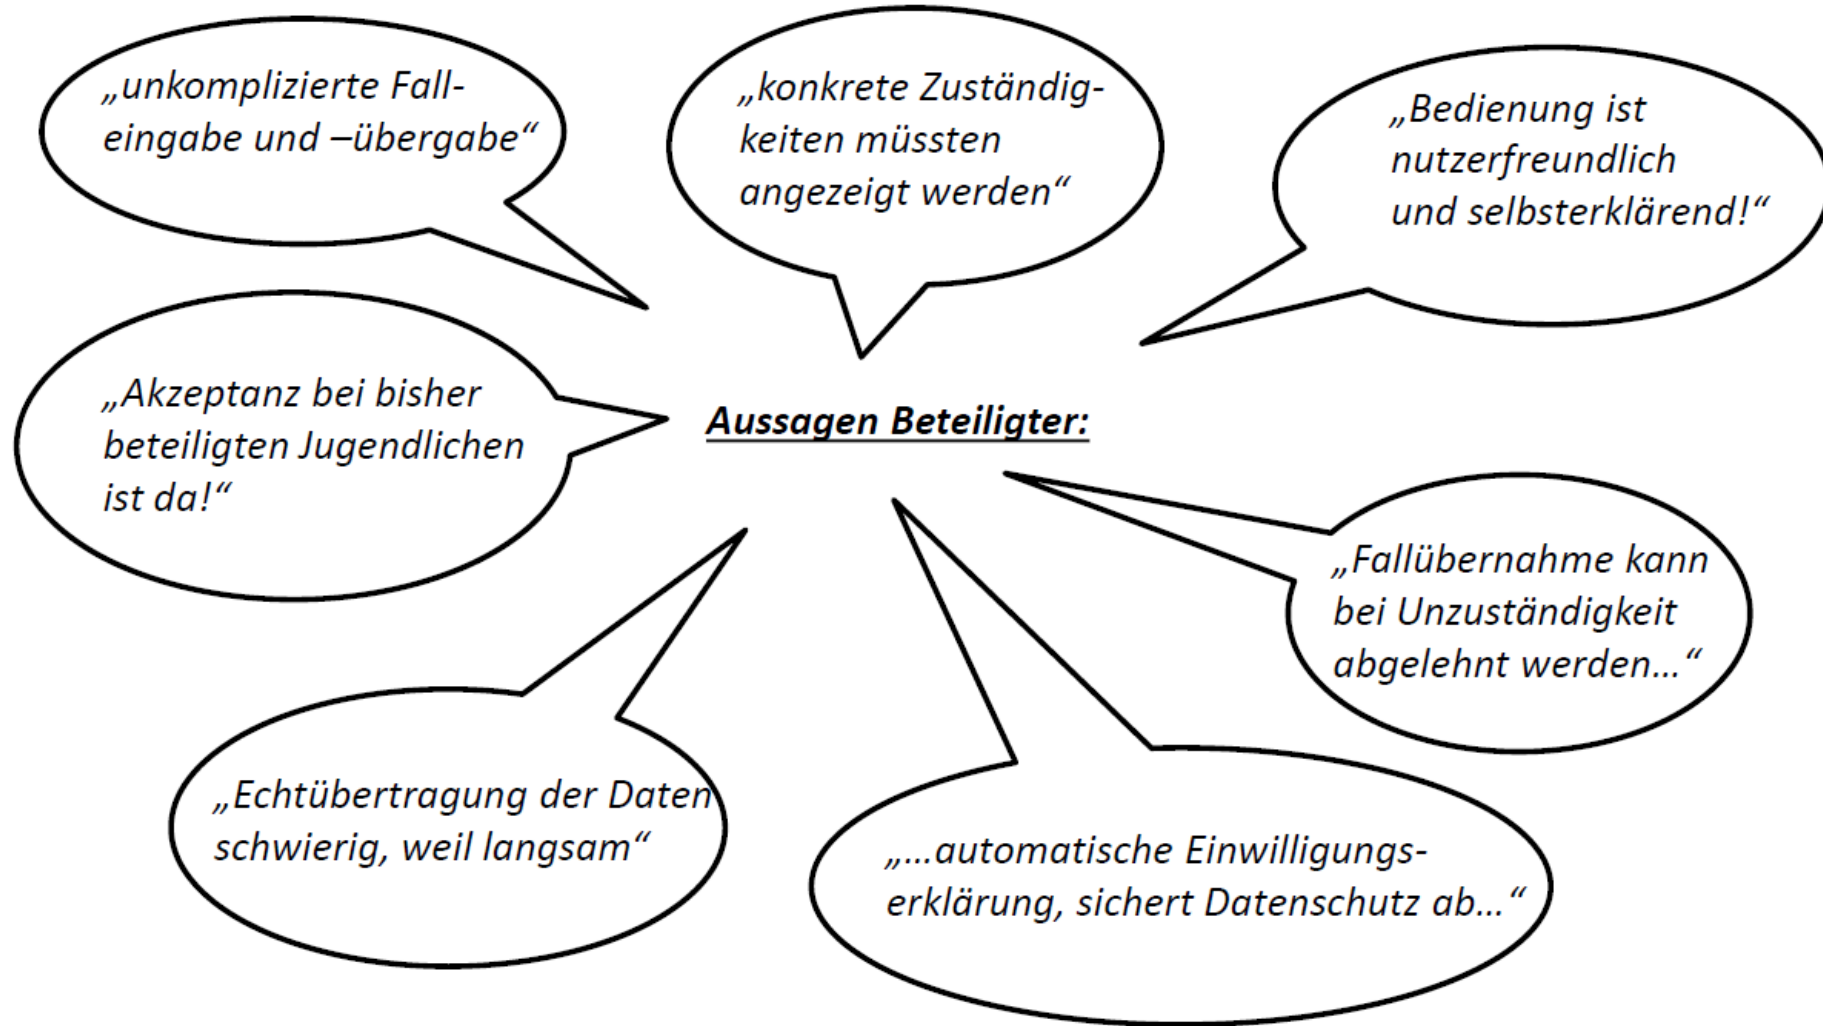 „unkomplizierte Fall-
eingabe und –übergabe“
„konkrete Zuständig-
keiten müssten
angezeigt werden“
„Bedienung ist
nutzerfreundlich
und selbsterklärend!“
„Akzeptanz bei bisher
beteiligten Jugendlichen
ist da!“
Aussagen Beteiligter:
„Fallübernahme kann
bei Unzuständigkeit
abgelehnt werden…“
„Echtübertragung der Daten
schwierig, weil langsam“
„…automatische Einwilligungs-
erklärung, sichert Datenschutz ab…“